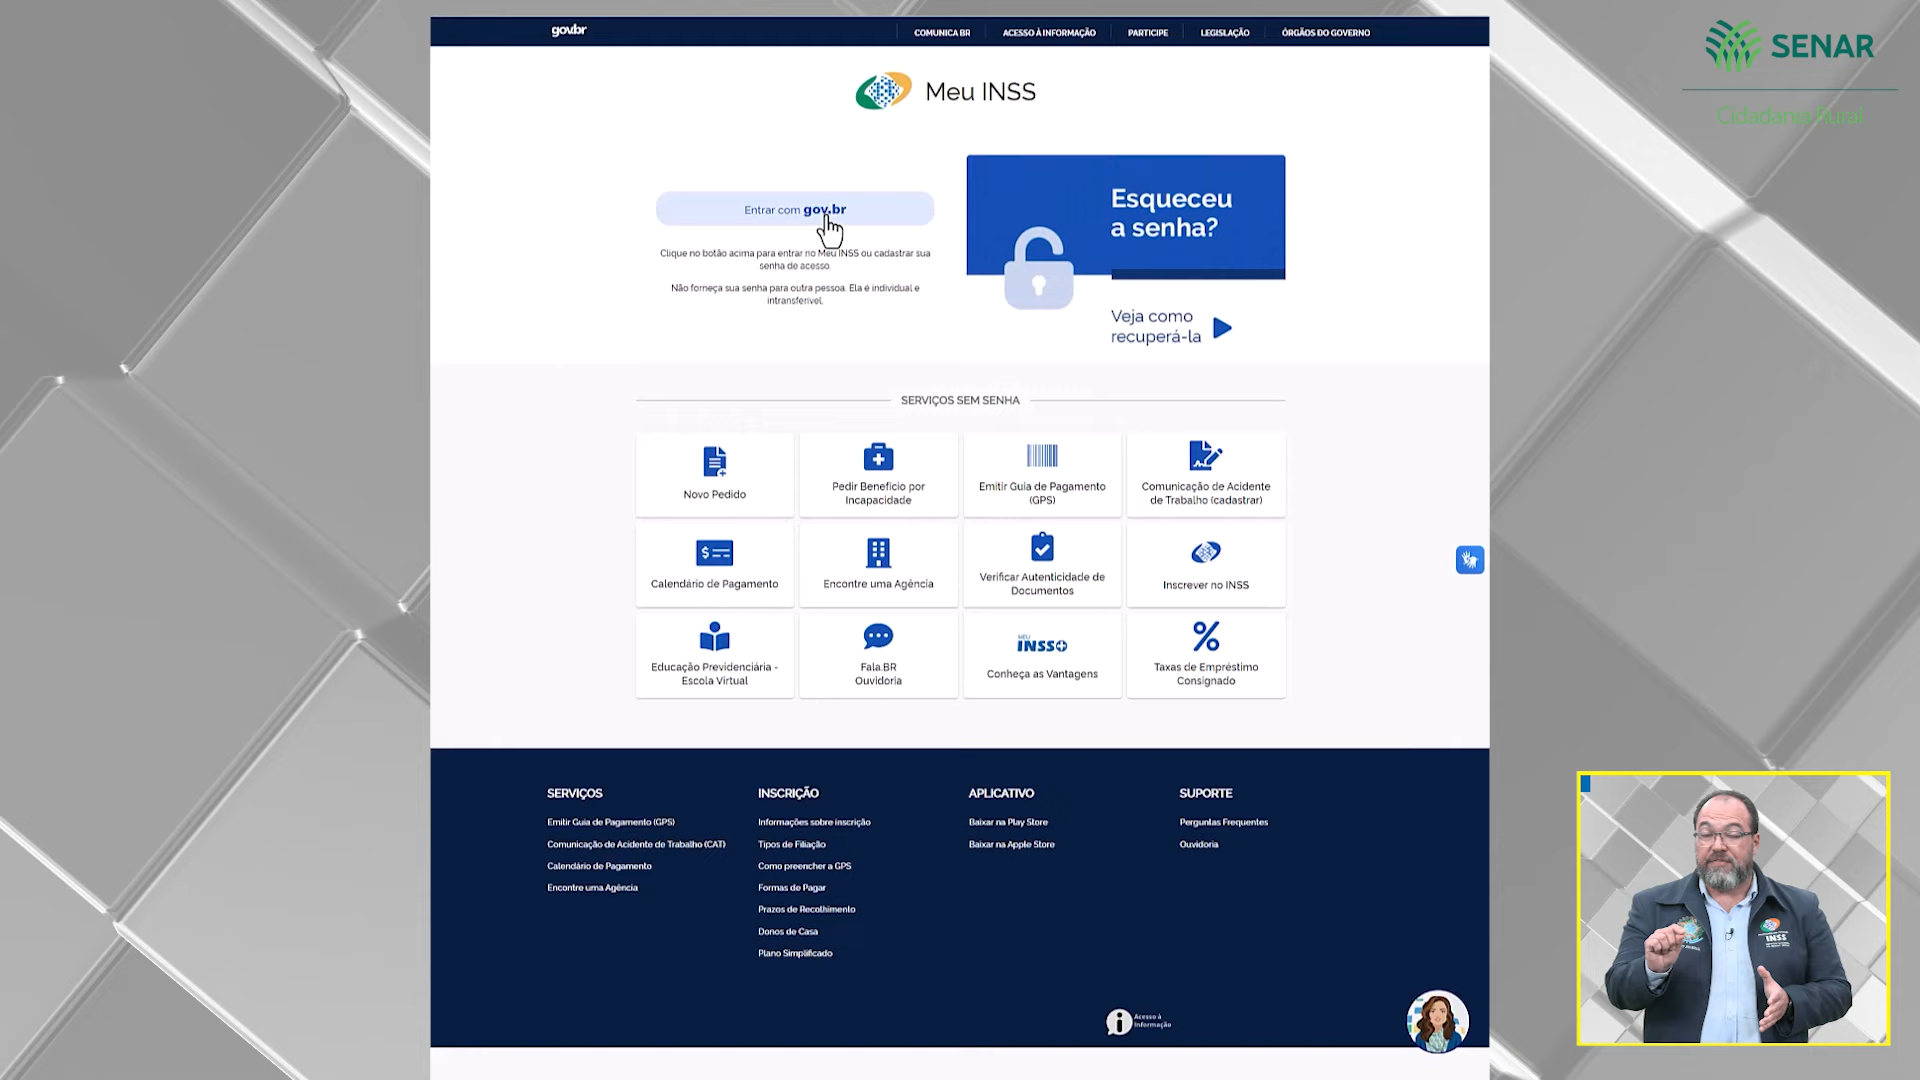 gov.br
COMUNICA BR
ACESSO À INFORMAÇÃO
PARTICIPE
LEGISLAÇÃO
ÓRGÃOS DO GOVERNO
SENAR
Cidadania Rural
Meu INSS
Entrar com gov.br
Clique no botão acima para entrar no Meu INSS ou cadastrar sua
senha de acesso.
Não forneça sua senha para outra pessoa. Ela é individual e
intransferível.
Esqueceu
a senha?
Veja como
recuperá-la
SERVIÇOS SEM SENHA
Novo Pedido
Pedir Benefício por
Incapacidade
Emitir Guia de Pagamento
(GPS)
Comunicação de Acidente
de Trabalho (cadastrar)
Calendário de Pagamento
Encontre uma Agência
Verificar Autenticidade de
Documentos
Inscrever no INSS
Educação Previdenciária -
Escola Virtual
Fala.BR
Ouvidoria
MEU
INSS+
Conheça as Vantagens
Taxas de Empréstimo
Consignado
SERVIÇOS
Emitir Guia de Pagamento (GPS)
Comunicação de Acidente de Trabalho (CAT)
Calendário de Pagamento
Encontre uma Agência
INSCRIÇÃO
Informações sobre inscrição
Tipos de Filiação
Como preencher a GPS
Formas de Pagar
Prazos de Recolhimento
Donos de Casa
Plano Simplificado
APLICATIVO
Baixar na Play Store
Baixar na Apple Store
SUPORTE
Perguntas Frequentes
Ouvidoria
Acesso à
Informação
INSS